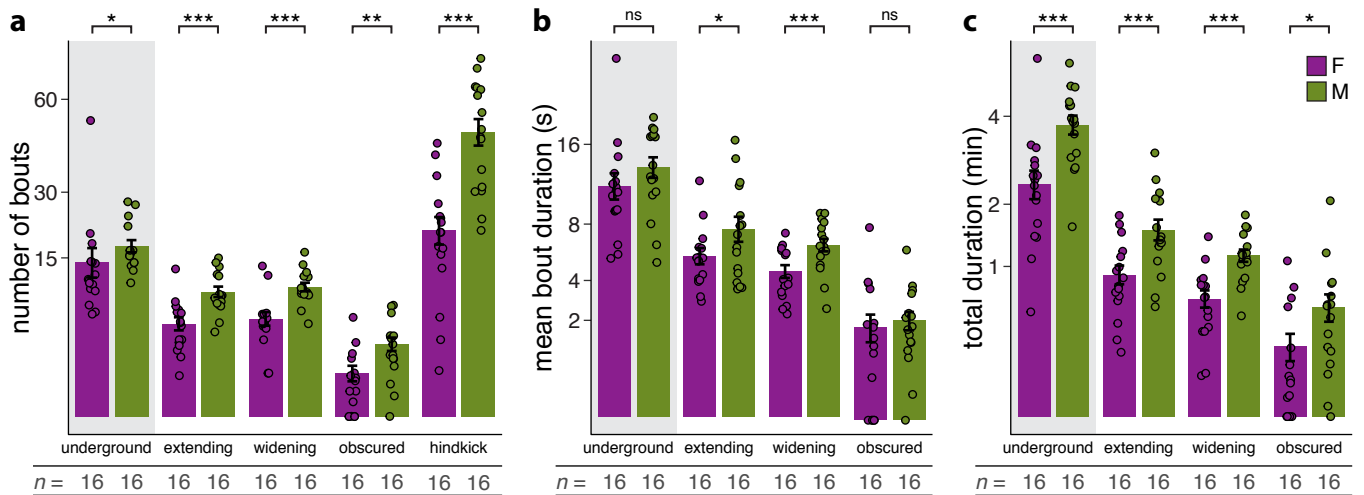 a
* *** *** ** ***
number of bouts
60
30
15
underground extending widening obscured hindkick
n = 16 16 16 16 16 16 16 16 16 16
b
ns * *** ns
mean bout duration (s)
16
8
4
2
underground extending widening obscured
n = 16 16 16 16 16 16 16 16
c
*** *** *** *
F
M
total duration (min)
4
2
1
underground extending widening obscured
n = 16 16 16 16 16 16 16 16